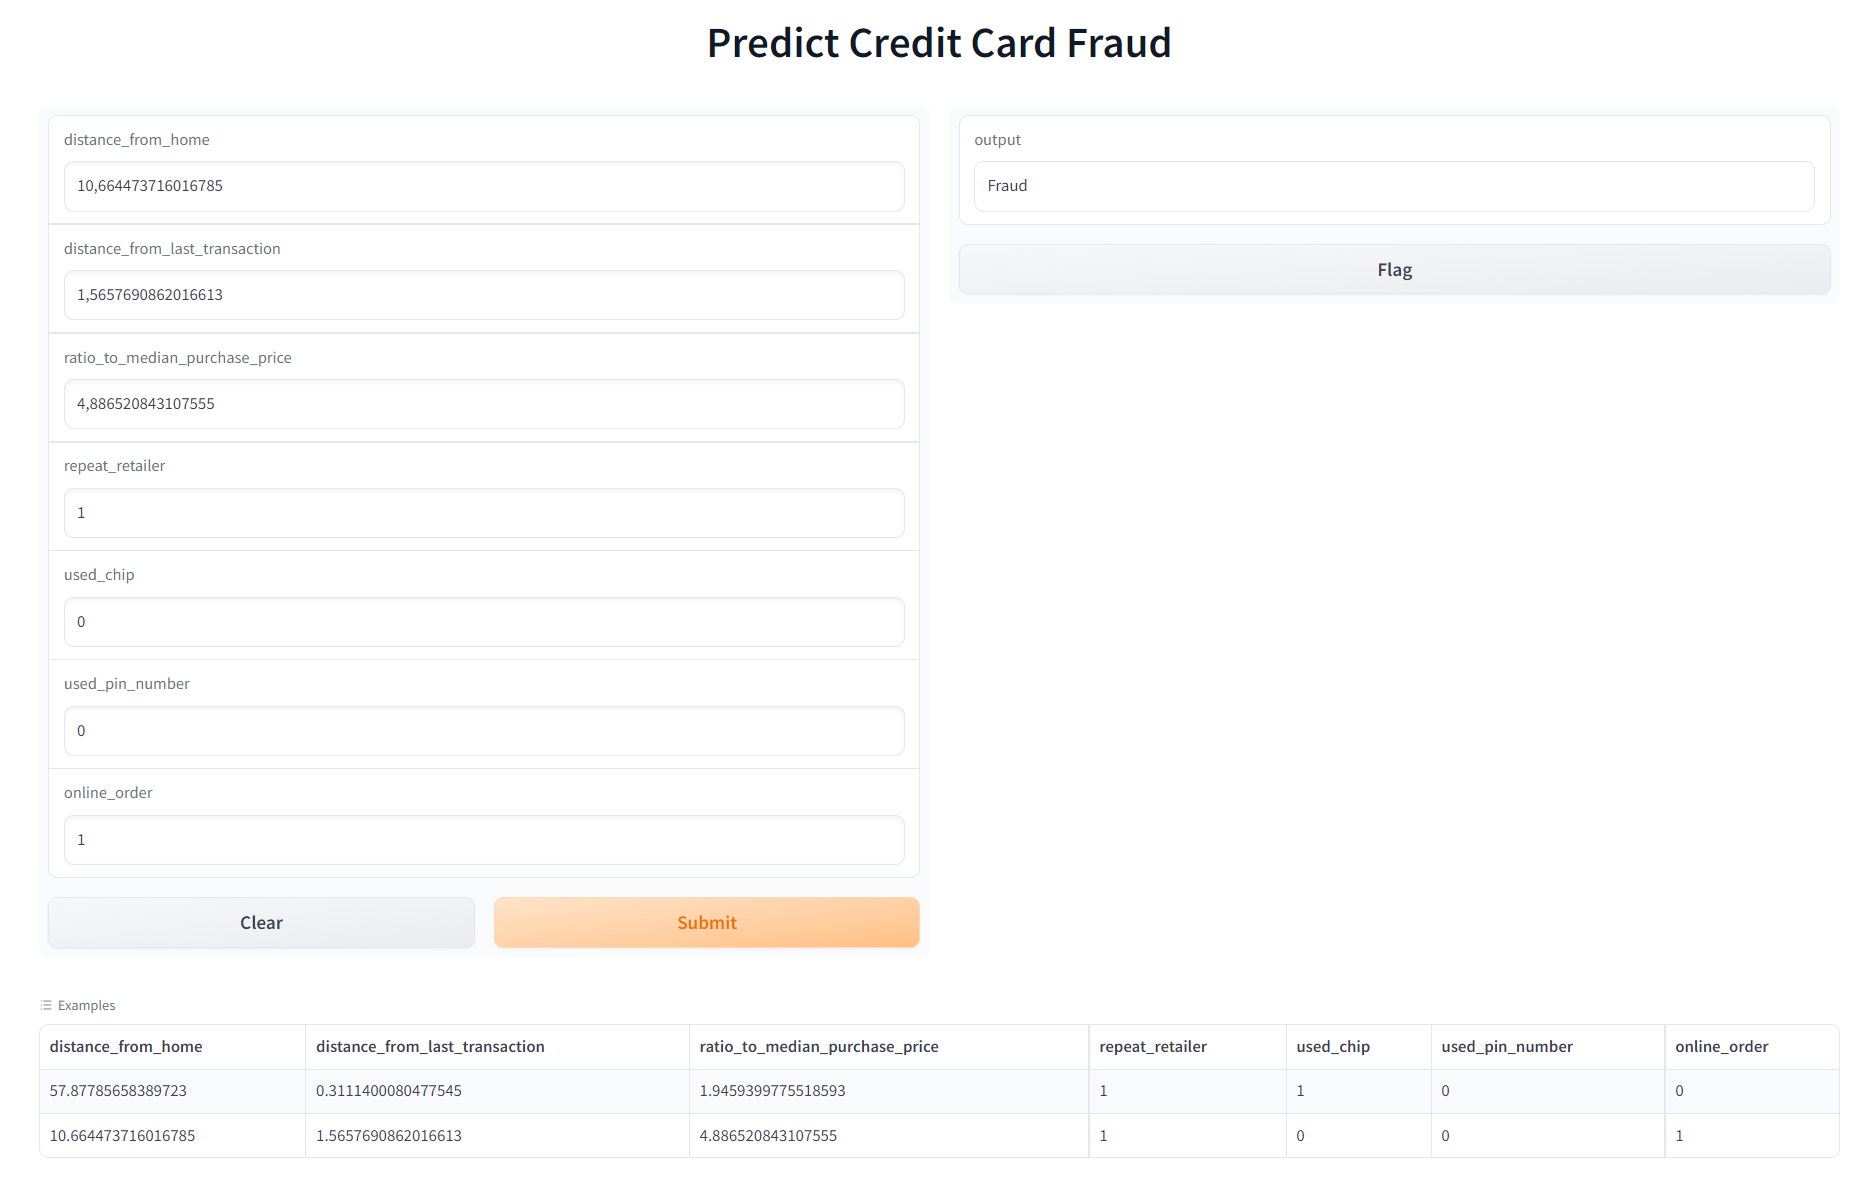 Predict Credit Card Fraud
distance_from_home
10,664473716016785
distance_from_last_transaction
1,5657690862016613
ratio_to_median_purchase_price
4,886520843107555
repeat_retailer
1
used_chip
0
used_pin_number
0
online_order
1
Clear
Submit
output
Fraud
Flag
Examples
distance_from_home distance_from_last_transaction ratio_to_median_purchase_price repeat_retailer used_chip used_pin_number online_order
57.87785658389723 0.3111400080477545 1.9459399775518593 1 1 0 0
10.664473716016785 1.5657690862016613 4.886520843107555 1 0 0 1